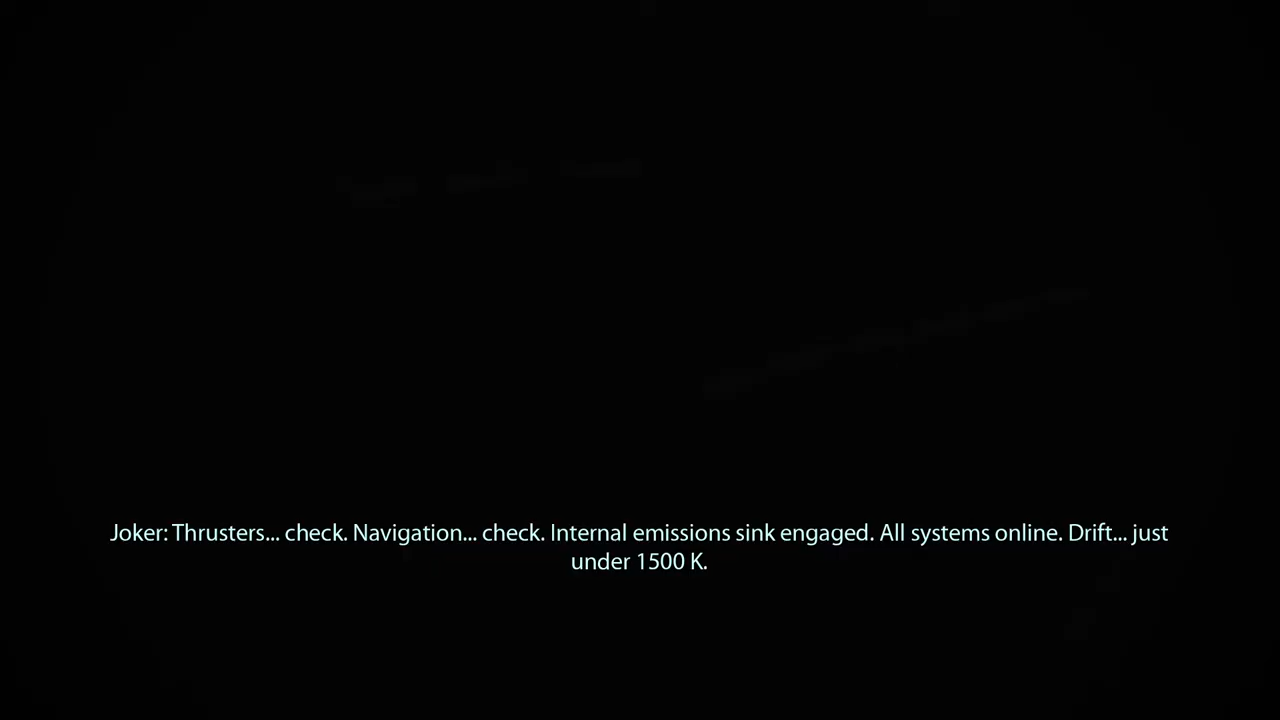 Joker: Thrusters... check. Navigation... check. Internal emissions sink engaged. All systems online. Drift... just
under 1500 K.